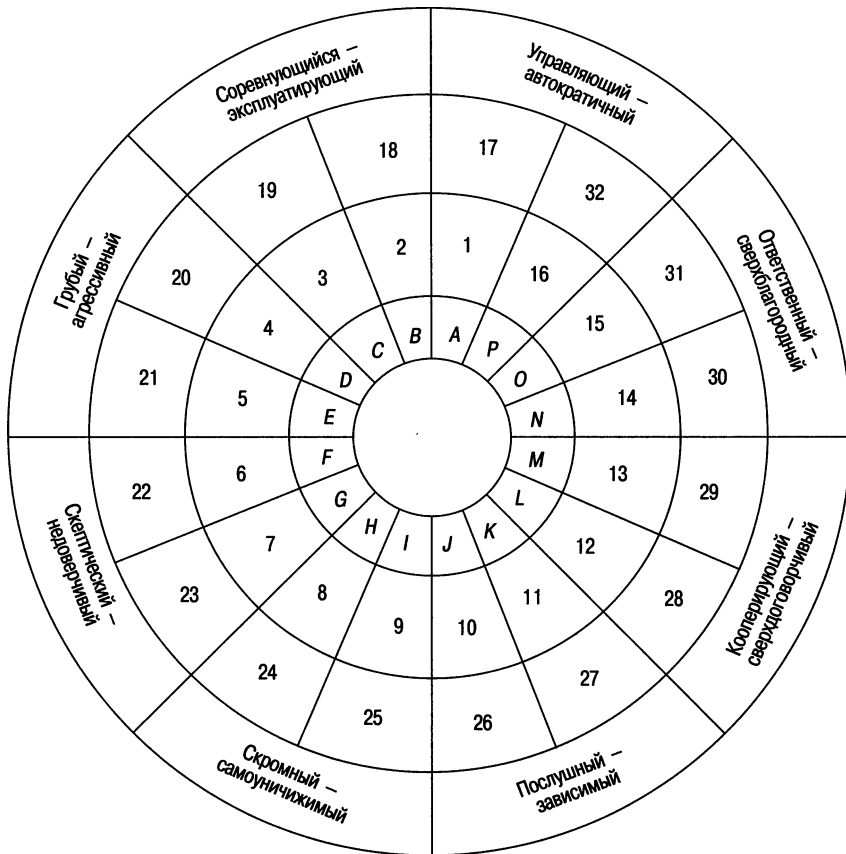 Соревнующийся –
эксплуатирующий
Управляющий –
автократичный
Ответственный –
сверхблагородный
Кооперирующий –
сверхдоговорчивый
Послушный –
зависимый
Скромный –
самоуничижимый
Скептический –
недоверчивый
Грубый –
агрессивный
17
32
31
30
29
28
27
26
25
24
23
22
21
20
19
18
1
16
15
14
13
12
11
10
9
8
7
6
5
4
3
2
A
P
O
N
M
L
K
J
I
H
G
F
E
D
C
B